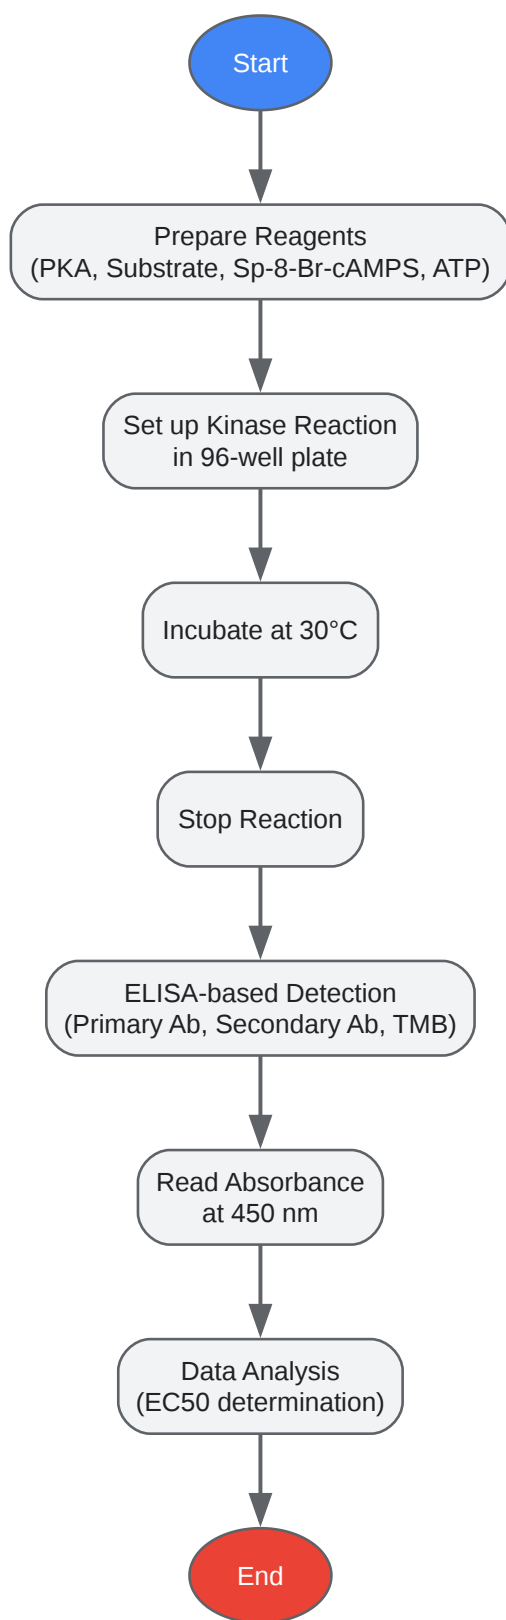 Start
Prepare Reagents
(PKA, Substrate, Sp-8-Br-cAMPS, ATP)
Set up Kinase Reaction
in 96-well plate
Incubate at 30°C
Stop Reaction
ELISA-based Detection
(Primary Ab, Secondary Ab, TMB)
Read Absorbance
at 450 nm
Data Analysis
(EC50 determination)
End